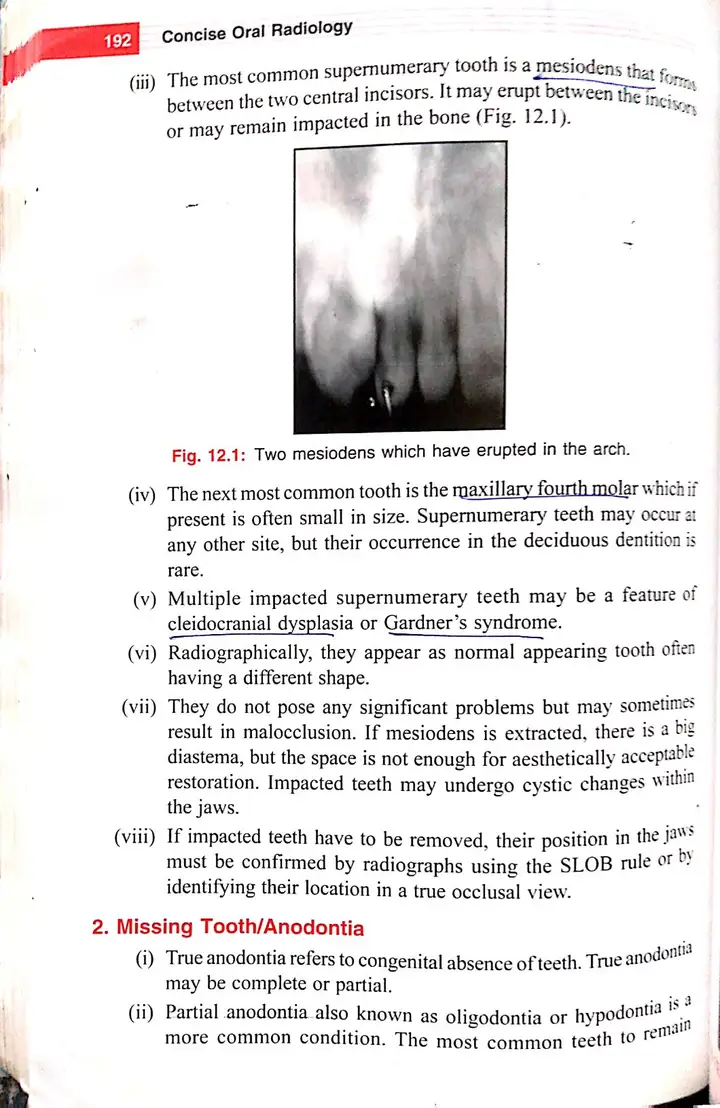 192 Concise Oral Radiology
(iii) The most common supernumerary tooth is a mesiodens that forms
between the two central incisors. It may erupt between the incisors
or may remain impacted in the bone (Fig. 12.1).
Fig. 12.1: Two mesiodens which have erupted in the arch.
(iv) The next most common tooth is the maxillary fourth molar which if
present is often small in size. Supernumerary teeth may occur at
any other site, but their occurrence in the deciduous dentition is
rare.
(v) Multiple impacted supernumerary teeth may be a feature of
cleidocranial dysplasia or Gardner's syndrome.
(vi) Radiographically, they appear as normal appearing tooth often
having a different shape.
(vii) They do not pose any significant problems but may sometimes
result in malocclusion. If mesiodens is extracted, there is a big
diastema, but the space is not enough for aesthetically acceptable
restoration. Impacted teeth may undergo cystic changes within
the jaws.
(viii) If impacted teeth have to be removed, their position in the jaws
must be confirmed by radiographs using the SLOB rule or by
identifying their location in a true occlusal view.
2. Missing Tooth/Anodontia
(i) True anodontia refers to congenital absence of teeth. True anodontia
may be complete or partial.
(ii) Partial anodontia also known as oligodontia or hypodontia is a
more common condition. The most common teeth to remain